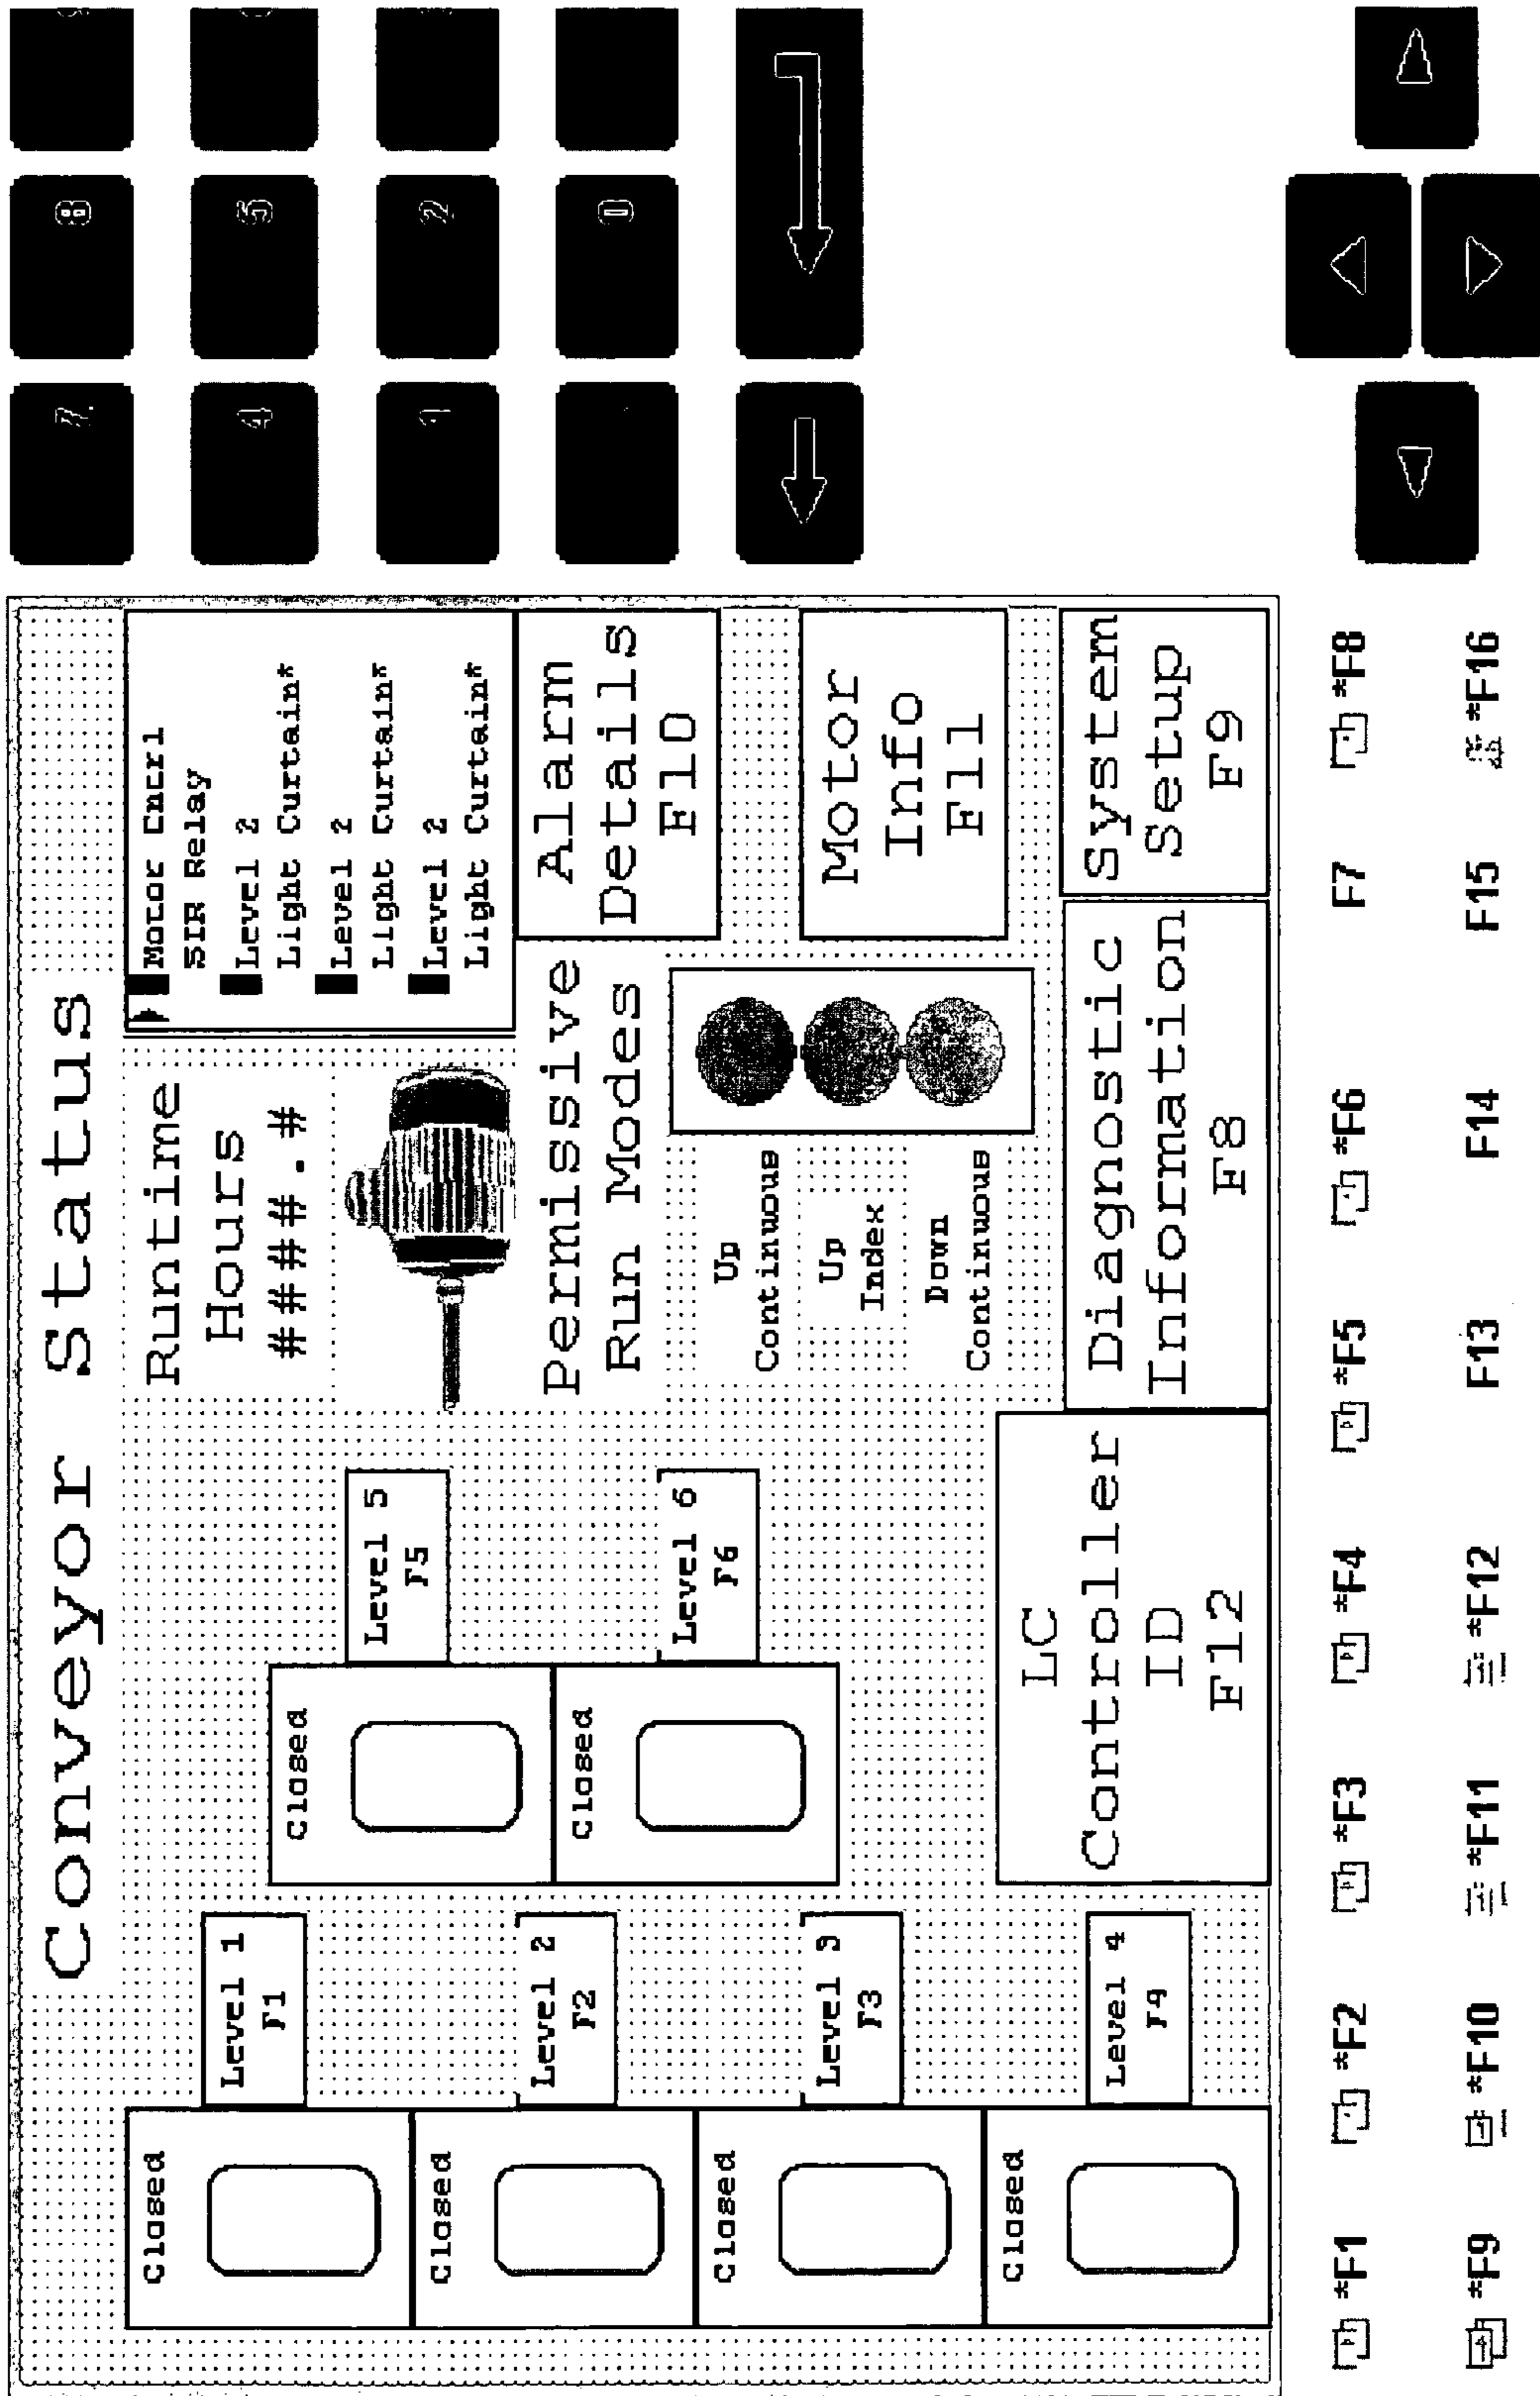 Conveyor Status
Closed
Level 1
F1
Closed
Level 2
F2
Closed
Level 3
F3
Closed
Level 4
F4
Closed
Level 5
F5
Closed
Level 6
F6
LC
Controller
ID
F12
Runtime
Hours
####.#
Permissive
Run Modes
Up
Continuous
Up
Index
Down
Continuous
Motor Cntrl
SIR Relay
Level 2
Light Curtain*
Level 2
Light Curtain*
Level 2
Light Curtain*
Alarm
Details
F10
Motor
Info
F11
Diagnostic
Information
F8
System
Setup
F9
*F1 *F2 *F3 *F4 *F5 *F6 F7 *F8
*F9 *F10 *F11 *F12 F13 F14 F15 *F16
7 8
4 5
1 2
0